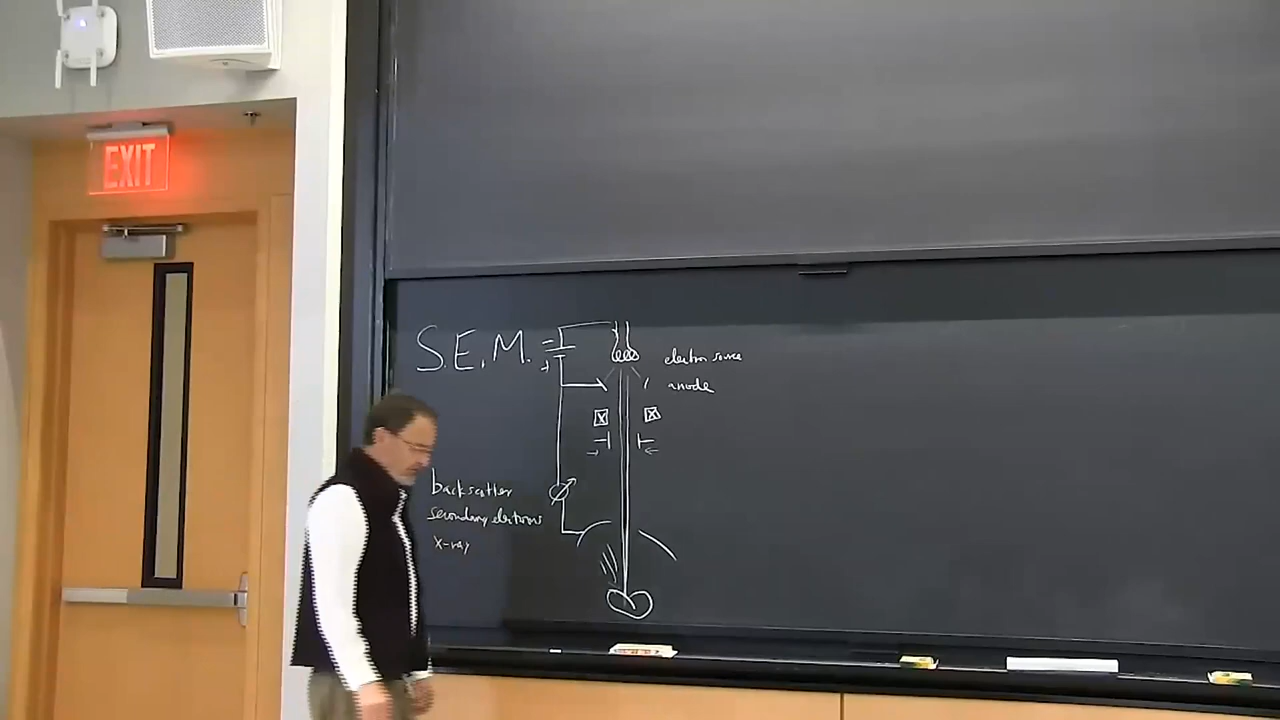 EXIT
S.E.M.
-
+
electron source
anode
X X
backscatter
secondary electrons
x-ray